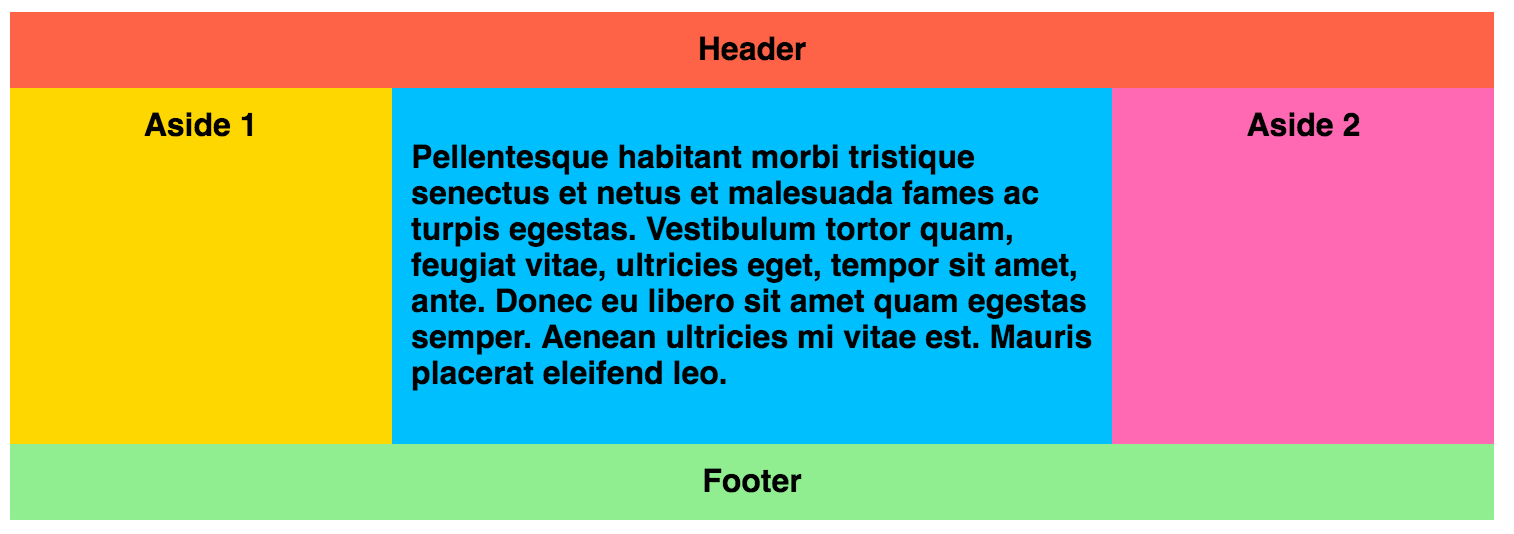 Header
Aside 1
Pellentesque habitant morbi tristique
senectus et netus et malesuada fames ac
turpis egestas. Vestibulum tortor quam,
feugiat vitae, ultricies eget, tempor sit amet,
ante. Donec eu libero sit amet quam egestas
semper. Aenean ultricies mi vitae est. Mauris
placerat eleifend leo.
Aside 2
Footer